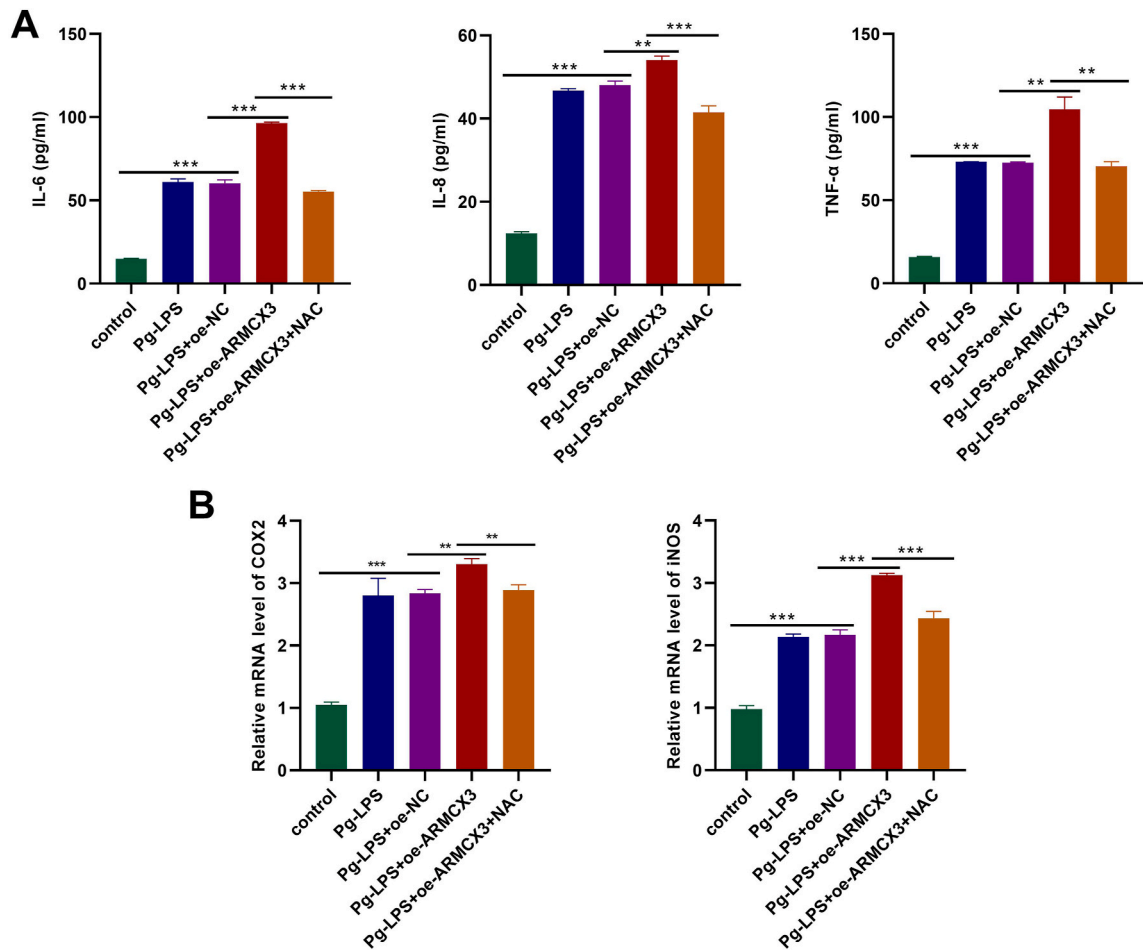 A
IL-6 (pg/ml)
150
100
50
0
***
***
***
control
Pg-LPS
Pg-LPS+oe-NC
Pg-LPS+oe-ARMCX3
Pg-LPS+oe-ARMCX3+NAC
IL-8 (pg/ml)
60
40
20
0
***
**
***
control
Pg-LPS
Pg-LPS+oe-NC
Pg-LPS+oe-ARMCX3
Pg-LPS+oe-ARMCX3+NAC
TNF-α (pg/ml)
150
100
50
0
***
**
**
control
Pg-LPS
Pg-LPS+oe-NC
Pg-LPS+oe-ARMCX3
Pg-LPS+oe-ARMCX3+NAC
B
Relative mRNA level of COX2
4
3
2
1
0
***
**
**
control
Pg-LPS
Pg-LPS+oe-NC
Pg-LPS+oe-ARMCX3
Pg-LPS+oe-ARMCX3+NAC
Relative mRNA level of iNOS
4
3
2
1
0
***
***
***
control
Pg-LPS
Pg-LPS+oe-NC
Pg-LPS+oe-ARMCX3
Pg-LPS+oe-ARMCX3+NAC